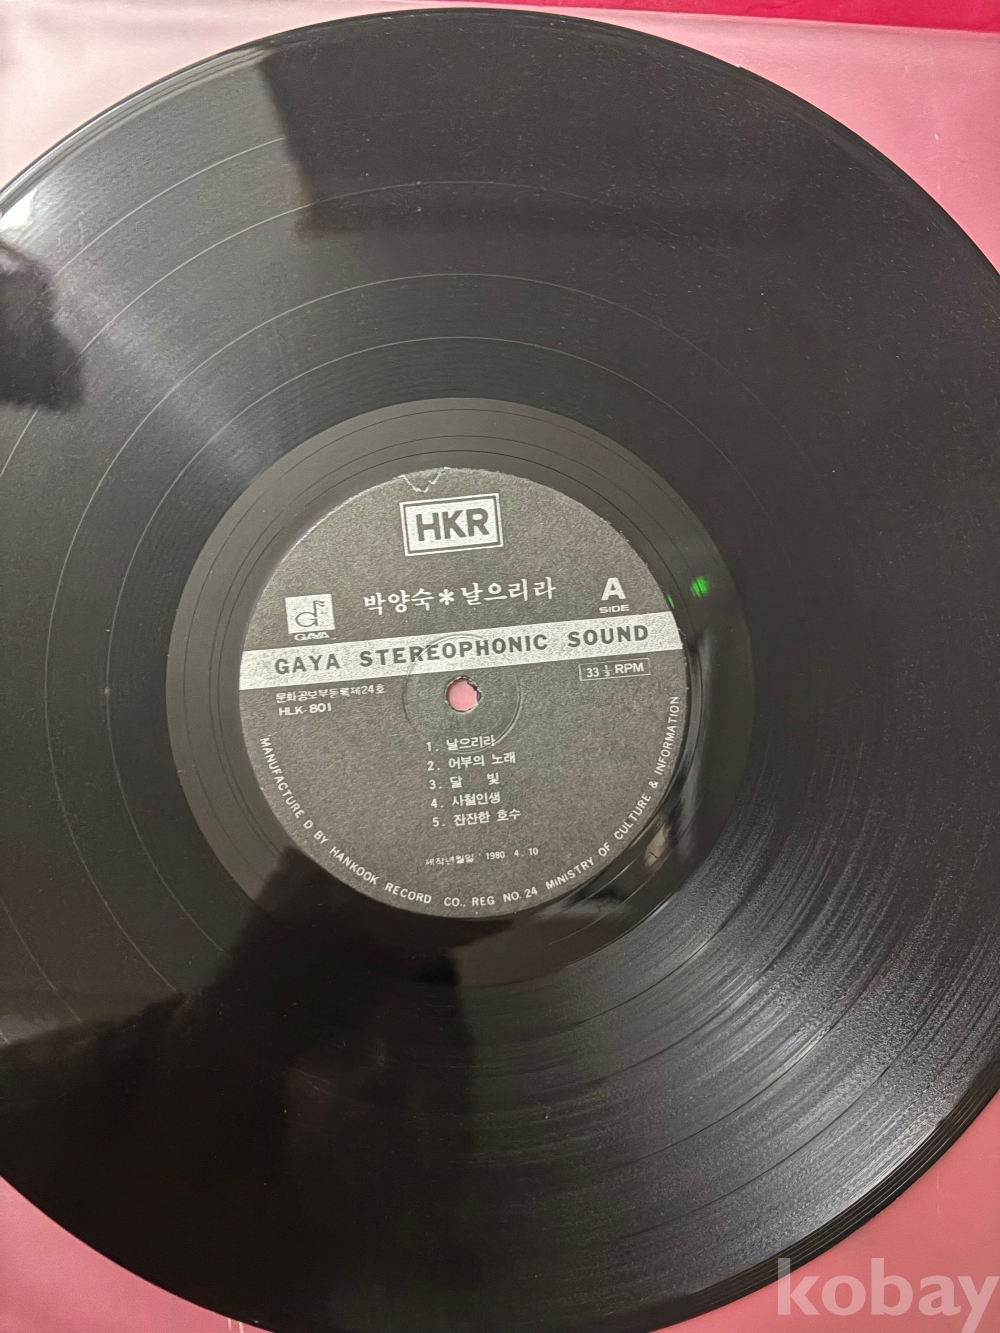 HKR
GAYA
박양숙*날으리라
A
SIDE
GAYA STEREOPHONIC SOUND
문화공보부등록제24호
HLK-801
33 1/3 RPM
1. 날으리라
2. 어부의 노래
3. 달 빛
4. 사철인생
5. 잔잔한 호수
제작년월일 : 1980. 4. 10
MANUFACTURE D BY HANKOOK RECORD CO., REG NO. 24 MINISTRY OF CULTURE & INFORMATION
kobay